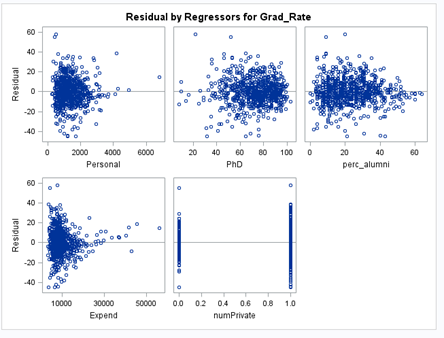 Residual by Regressors for Grad_Rate
Residual
60
40
20
0
-20
-40
0 2000 4000 6000
Personal
0 20 40 60 80 100
PhD
0 20 40 60
perc_alumni
Residual
60
40
20
0
-20
-40
10000 30000 50000
Expend
0.0 0.2 0.4 0.6 0.8 1.0
numPrivate